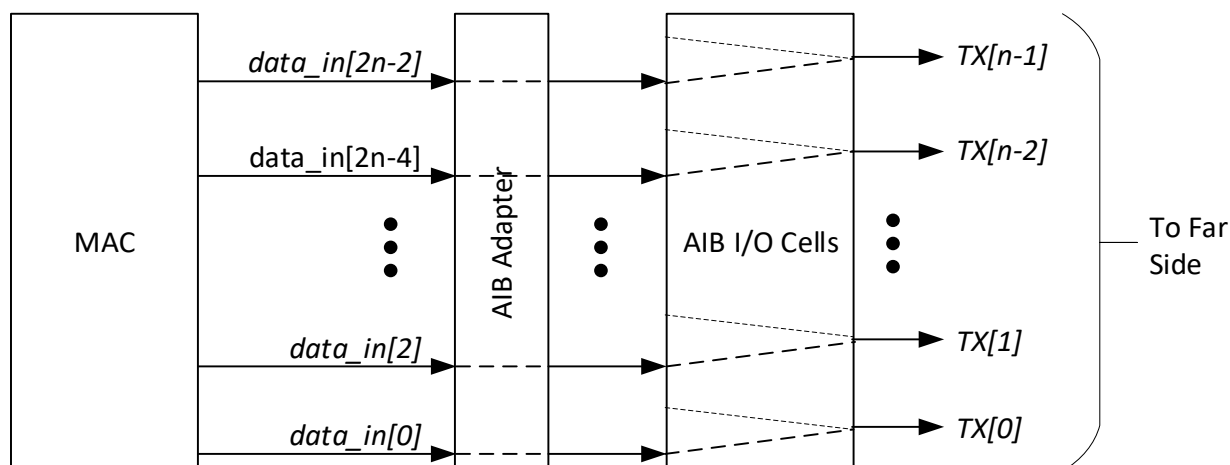 MAC
data_in[2n-2]
data_in[2n-4]
data_in[2]
data_in[0]
AIB Adapter
AIB I/O Cells
TX[n-1]
TX[n-2]
TX[1]
TX[0]
To Far
Side